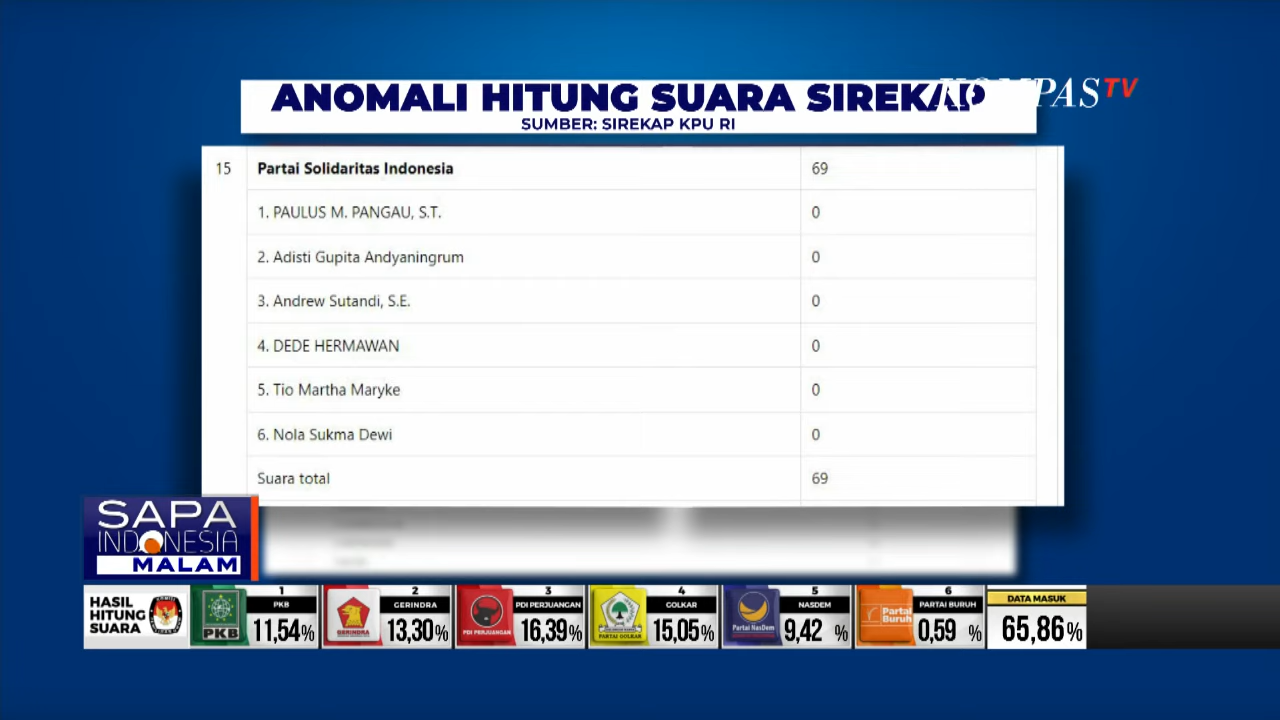 ANOMALI HITUNG SUARA SIREKAP
KOMPASTV
SUMBER: SIREKAP KPU RI
15 Partai Solidaritas Indonesia 69
1. PAULUS M. PANGAU, S.T. 0
2. Adisti Gupita Andyaningrum 0
3. Andrew Sutandi, S.E. 0
4. DEDE HERMAWAN 0
5. Tio Martha Maryke 0
6. Nola Sukma Dewi 0
Suara total 69
SAPA
INDONESIA
MALAM
HASIL
HITUNG
SUARA
PKB
1
PKB
11,54%
GERINDRA
2
GERINDRA
13,30%
PDI PERJUANGAN
3
PDI PERJUANGAN
16,39%
PARTAI GOLKAR
4
GOLKAR
15,05%
Partai NasDem
5
NASDEM
9,42 %
Partai
Buruh
6
PARTAI BURUH
0,59 %
DATA MASUK
65,86%